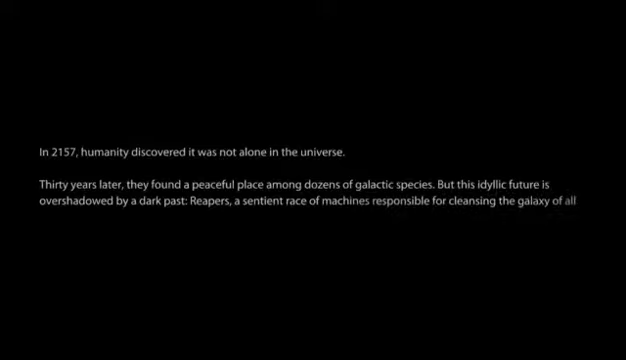 In 2157, humanity discovered it was not alone in the universe.
Thirty years later, they found a peaceful place among dozens of galactic species. But this idyllic future is
overshadowed by a dark past: Reapers, a sentient race of machines responsible for cleansing the galaxy of all